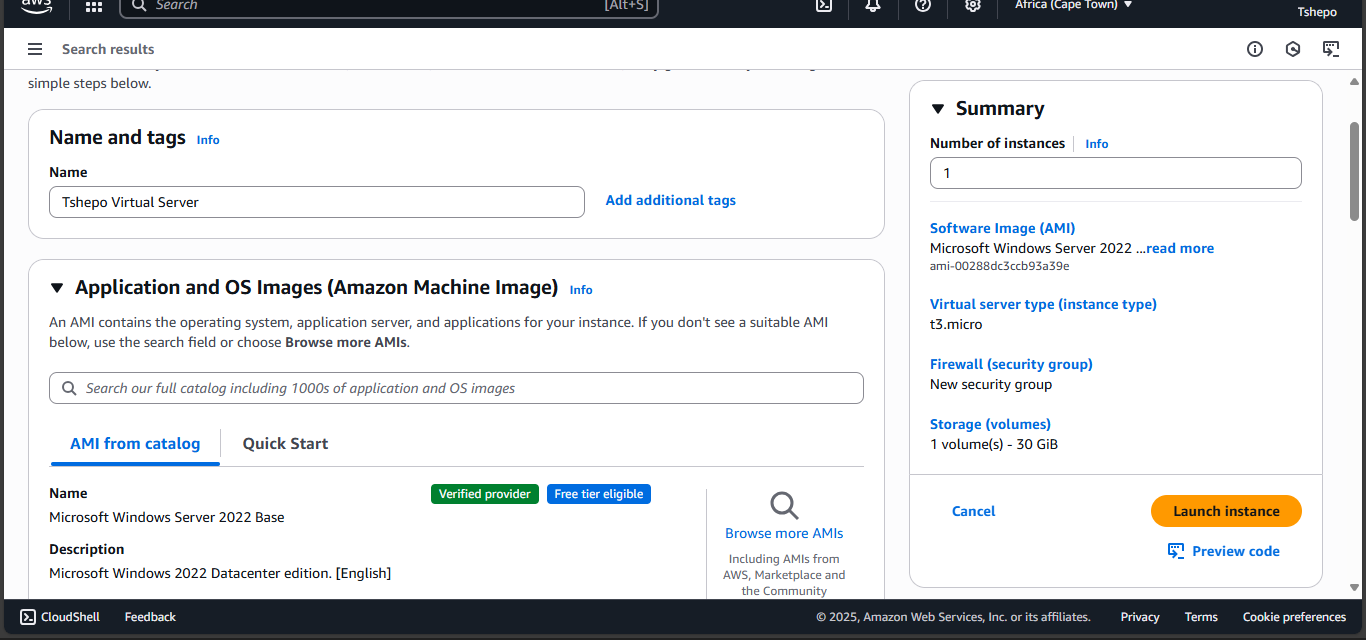 aws
Search
[Alt+S]
Africa (Cape Town)
Tshepo
Search results
simple steps below.
Name and tags Info
Name
Tshepo Virtual Server
Add additional tags
Application and OS Images (Amazon Machine Image) Info
An AMI contains the operating system, application server, and applications for your instance. If you don't see a suitable AMI
below, use the search field or choose Browse more AMIs.
Search our full catalog including 1000s of application and OS images
AMI from catalog
Quick Start
Name
Verified provider
Free tier eligible
Microsoft Windows Server 2022 Base
Description
Microsoft Windows 2022 Datacenter edition. [English]
Browse more AMIs
Including AMIs from
AWS, Marketplace and
the Community
Summary
Number of instances Info
1
Software Image (AMI)
Microsoft Windows Server 2022 ...read more
ami-00288dc3ccb93a39e
Virtual server type (instance type)
t3.micro
Firewall (security group)
New security group
Storage (volumes)
1 volume(s) - 30 GiB
Cancel
Launch instance
Preview code
CloudShell
Feedback
© 2025, Amazon Web Services, Inc. or its affiliates.
Privacy
Terms
Cookie preferences